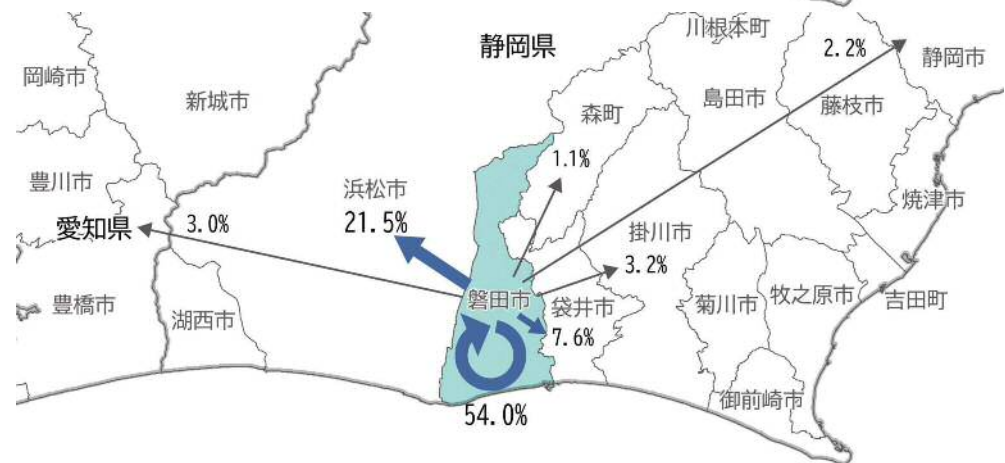 静岡県
川根本町
2.2%
静岡市
岡崎市
新城市
島田市
藤枝市
森町
1.1%
豊川市
浜松市
21.5%
焼津市
愛知県
3.0%
掛川市
3.2%
豊橋市
湖西市
磐田市
袋井市
7.6%
菊川市
牧之原市
吉田町
御前崎市
54.0%